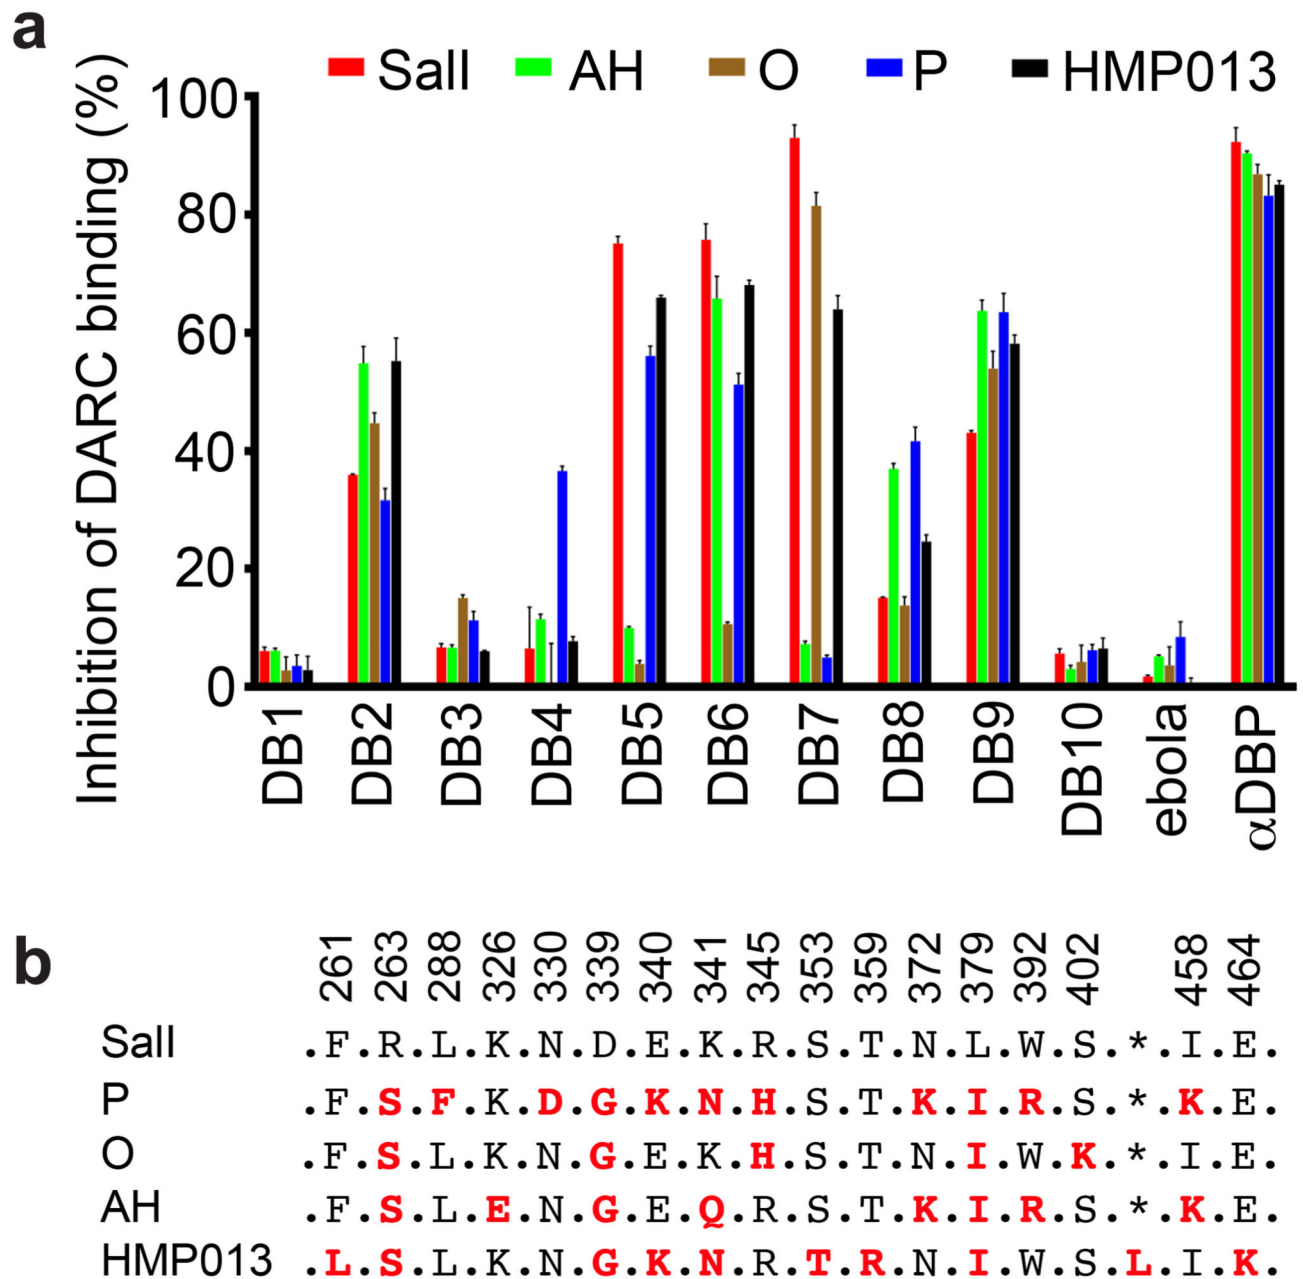 a
SalI AH O P HMP013
Inhibition of DARC binding (%)
100
80
60
40
20
0
DB1 DB2 DB3 DB4 DB5 DB6 DB7 DB8 DB9 DB10 ebola αDBP
b
261 263 288 326 330 339 340 341 345 353 359 372 379 392 402 458 464
SalI .F.R.L.K.N.D.E.K.R.S.T.N.L.W.S.*.I.E.
P .F.S.F.K.D.G.K.N.H.S.T.K.I.R.S.*.K.E.
O .F.S.L.K.N.G.E.K.H.S.T.N.I.W.K.*.I.E.
AH .F.S.L.E.N.G.E.Q.R.S.T.K.I.R.S.*.K.E.
HMP013 .L.S.L.K.N.G.K.N.R.T.R.N.I.W.S.L.I.K.